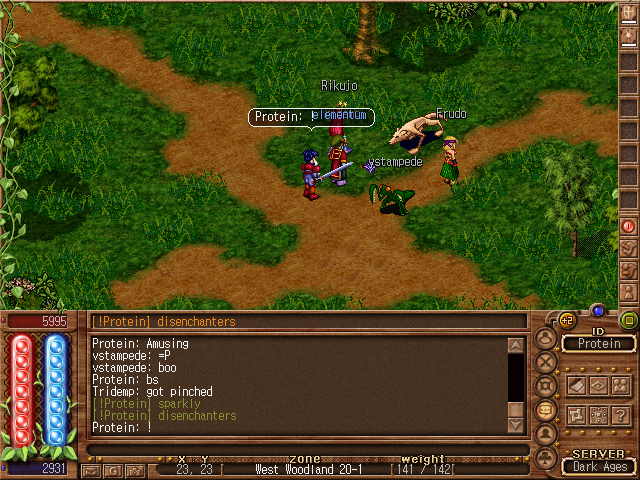 Rikujo
elementum
Protein: !
Frudo
vstampede
5995
[!Protein] disenchanters
+2
ID
Protein
Protein: Amusing
vstampede: =P
vstampede: boo
Protein: bs
Tridemp: got pinched
[!Protein] sparkly
[!Protein] disenchanters
Protein: !
?
X Y ZONE weight
2931
G
23, 23
West Woodland 20-1
141 / 142
SERVER
Dark Ages